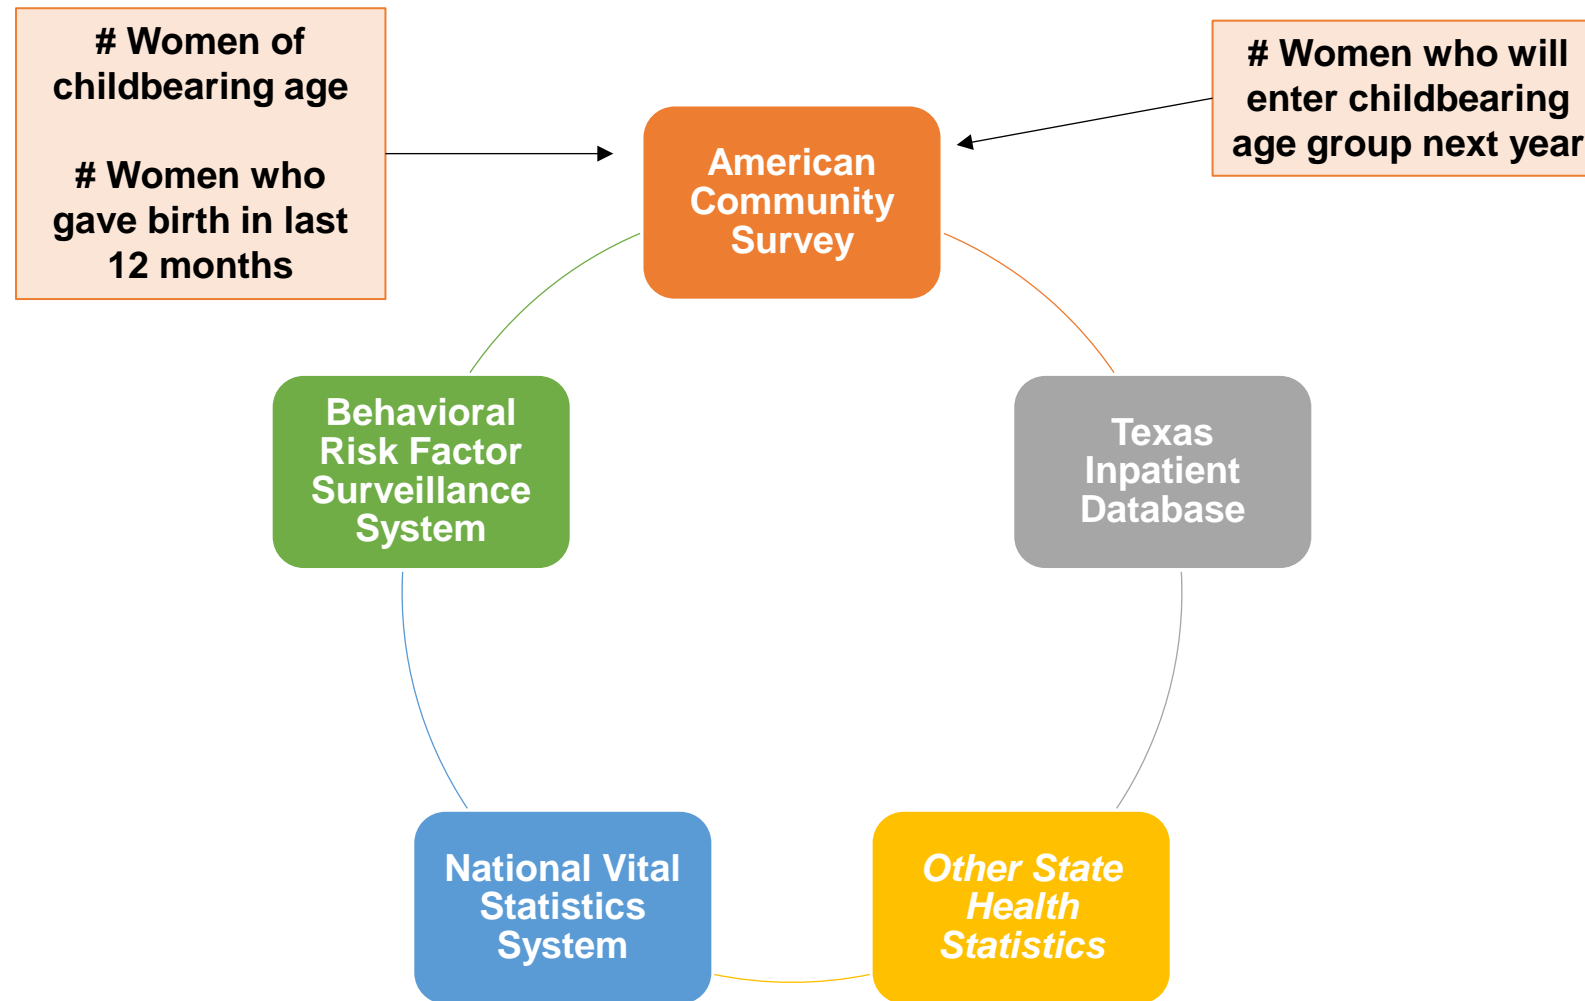 # Women of
childbearing age
# Women who
gave birth in last
12 months
# Women who will
enter childbearing
age group next year
American
Community
Survey
Behavioral
Risk Factor
Surveillance
System
Texas
Inpatient
Database
National Vital
Statistics
System
Other State
Health
Statistics